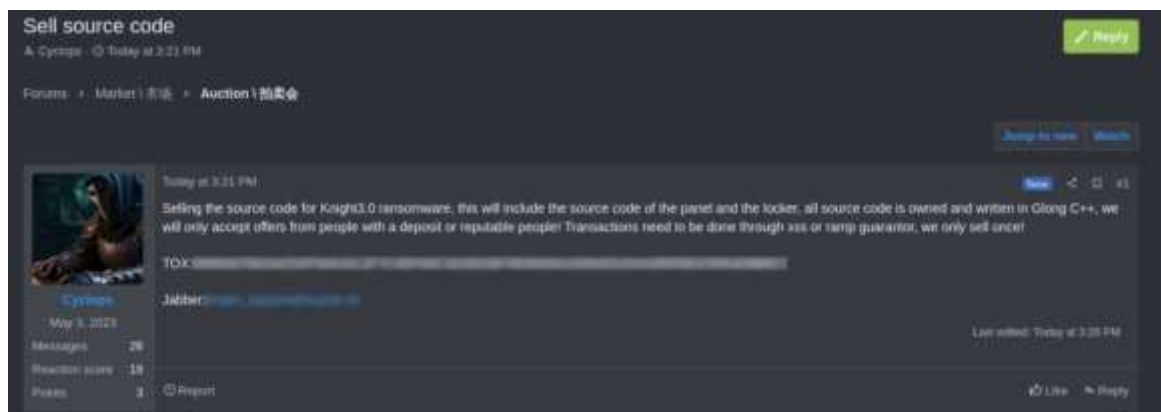 Sell source code
Cyclops Today at 3:21 PM
Reply
Forums Market \ 市场 Auction \ 拍卖会
Jump to new Watch
Today at 3:21 PM
New #1
Selling the source code for Knight3.0 ransomware, this will include the source code of the panel and the locker, all source code is owned and written in Glong C++, we
will only accept offers from people with a deposit or reputable people! Transactions need to be done through xss or ramp guarantor, we only sell once!
TOX:
Jabber:
Cyclops
May 3, 2023
Last edited: Today at 3:28 PM
Messages 26
Reaction score 19
Points 3
Report
Like Reply